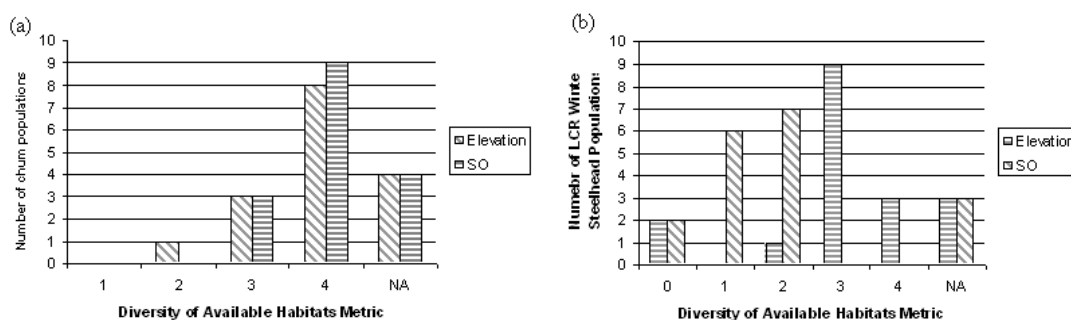 (a)
10
9
8
7
6
5
4
3
2
1
0
Number of chum populations
1 2 3 4 NA
Diversity of Available Habitats Metric
Elevation
SO
(b)
10
9
8
7
6
5
4
3
2
1
0
Numebr of LCR Winte
Steelhead Population:
0 1 2 3 4 NA
Diversity of Available Habitats Metric
Elevation
SO